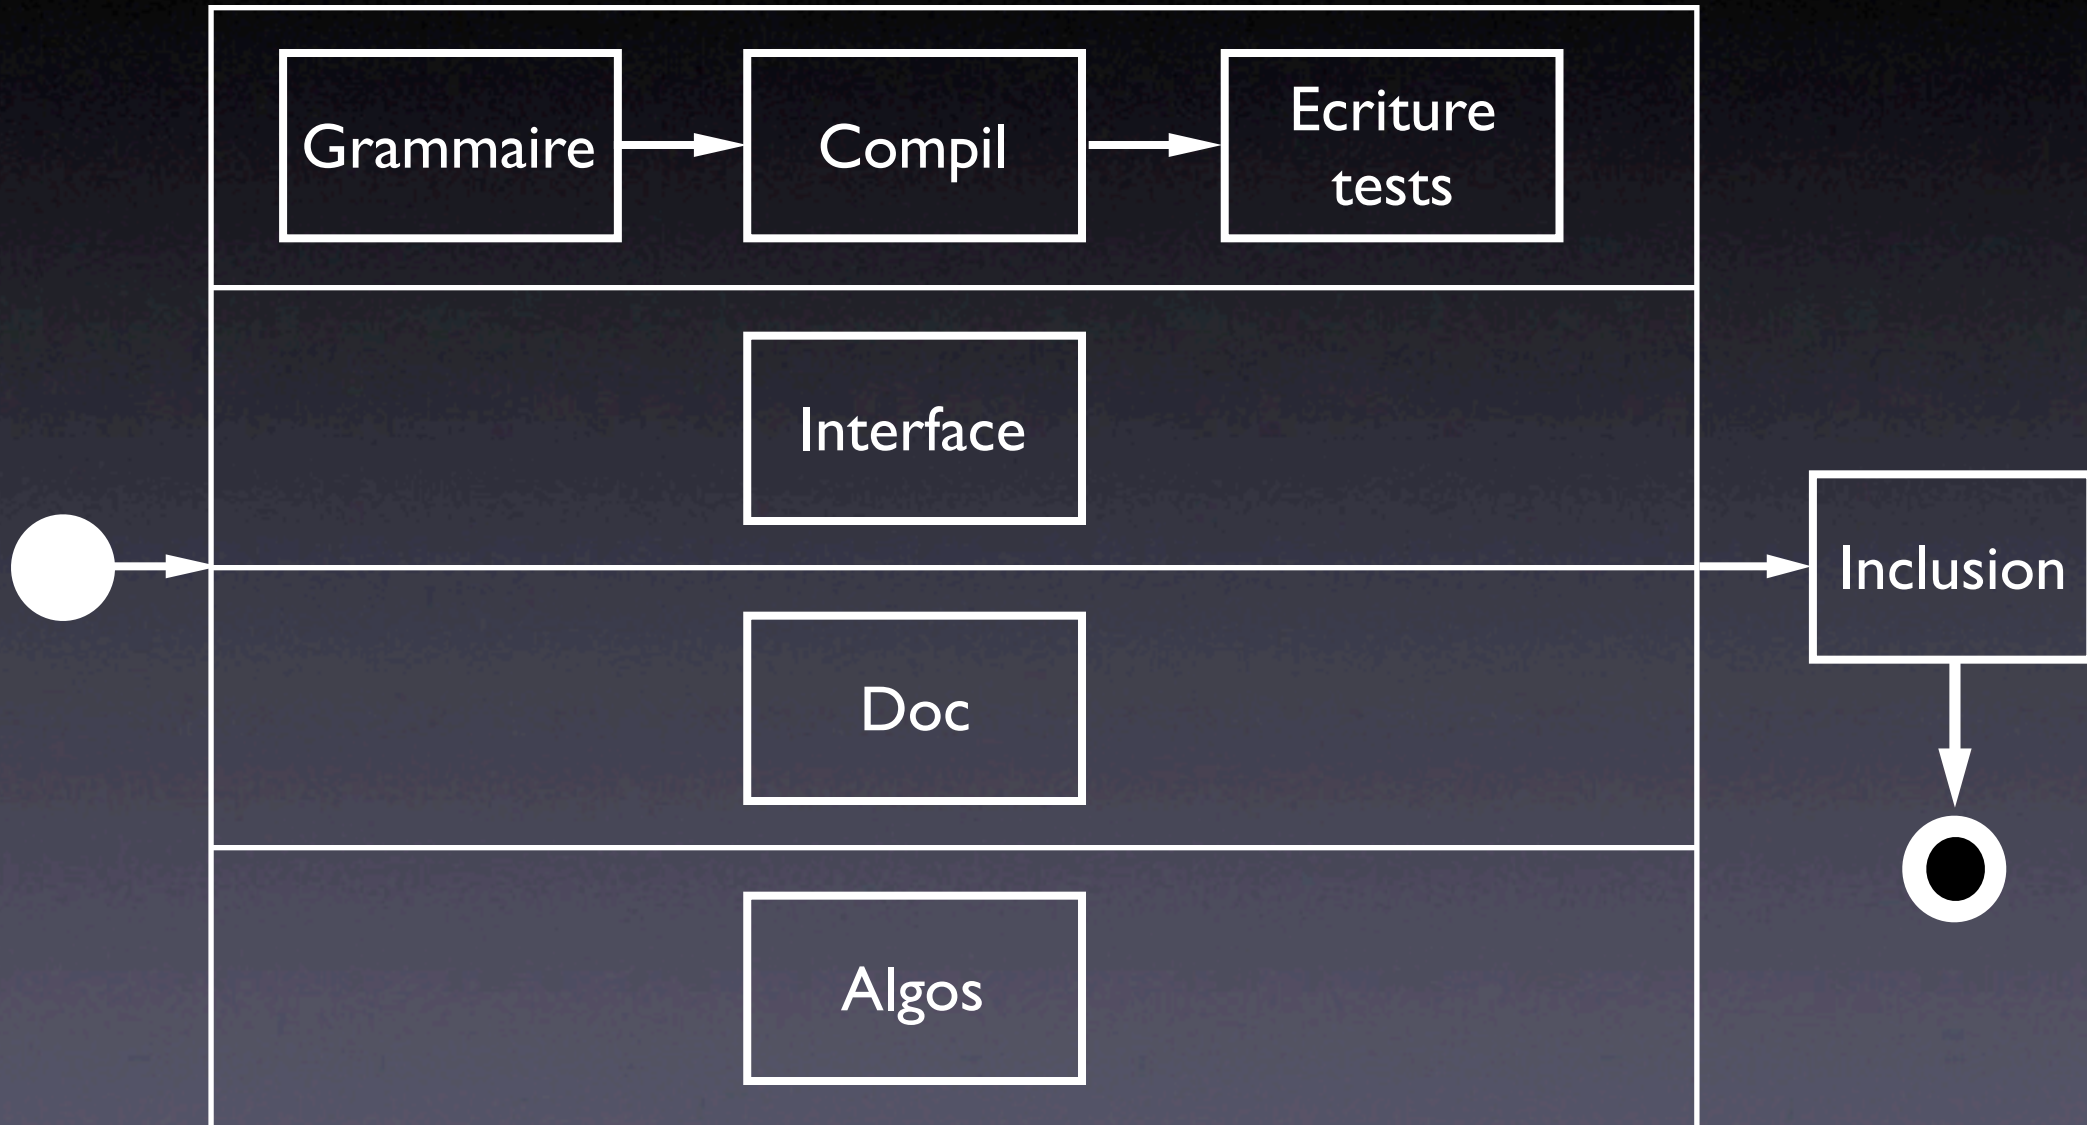 Grammaire
Compil
Ecriture
tests
Interface
Inclusion
Doc
Algos